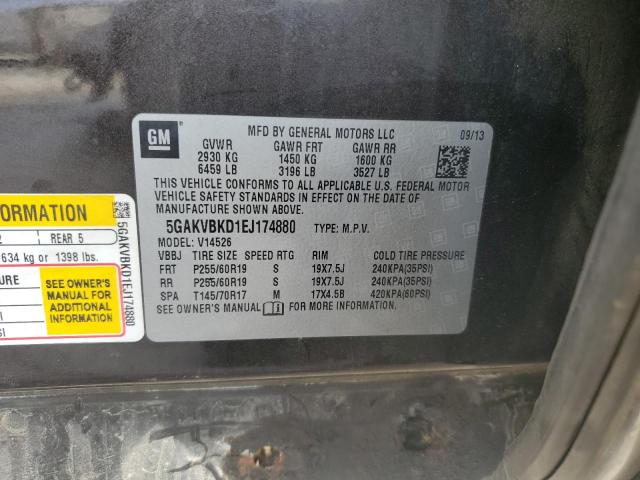 GM
MFD BY GENERAL MOTORS LLC 09/13
GVWR GAWR FRT GAWR RR
2930 KG 1450 KG 1600 KG
6459 LB 3196 LB 3527 LB
THIS VEHICLE CONFORMS TO ALL APPLICABLE U.S. FEDERAL MOTOR
VEHICLE SAFETY STANDARDS IN EFFECT ON THE DATE OF
MANUFACTURE SHOWN ABOVE.
5GAKVBKD1EJ174880 TYPE: M.P.V.
MODEL: V14526
VBBJ TIRE SIZE SPEED RTG RIM COLD TIRE PRESSURE
FRT P255/60R19 S 19X7.5J 240KPA(35PSI)
RR P255/60R19 S 19X7.5J 240KPA(35PSI)
SPA T145/70R17 M 17X4.5B 420KPA(60PSI)
SEE OWNER'S MANUAL FOR MORE INFORMATION.
FORMATION
2 REAR 5
634 kg or 1398 lbs.
SURE
SEE OWNER'S
MANUAL FOR
ADDITIONAL
INFORMATION
5GAKVBKD1EJ174880